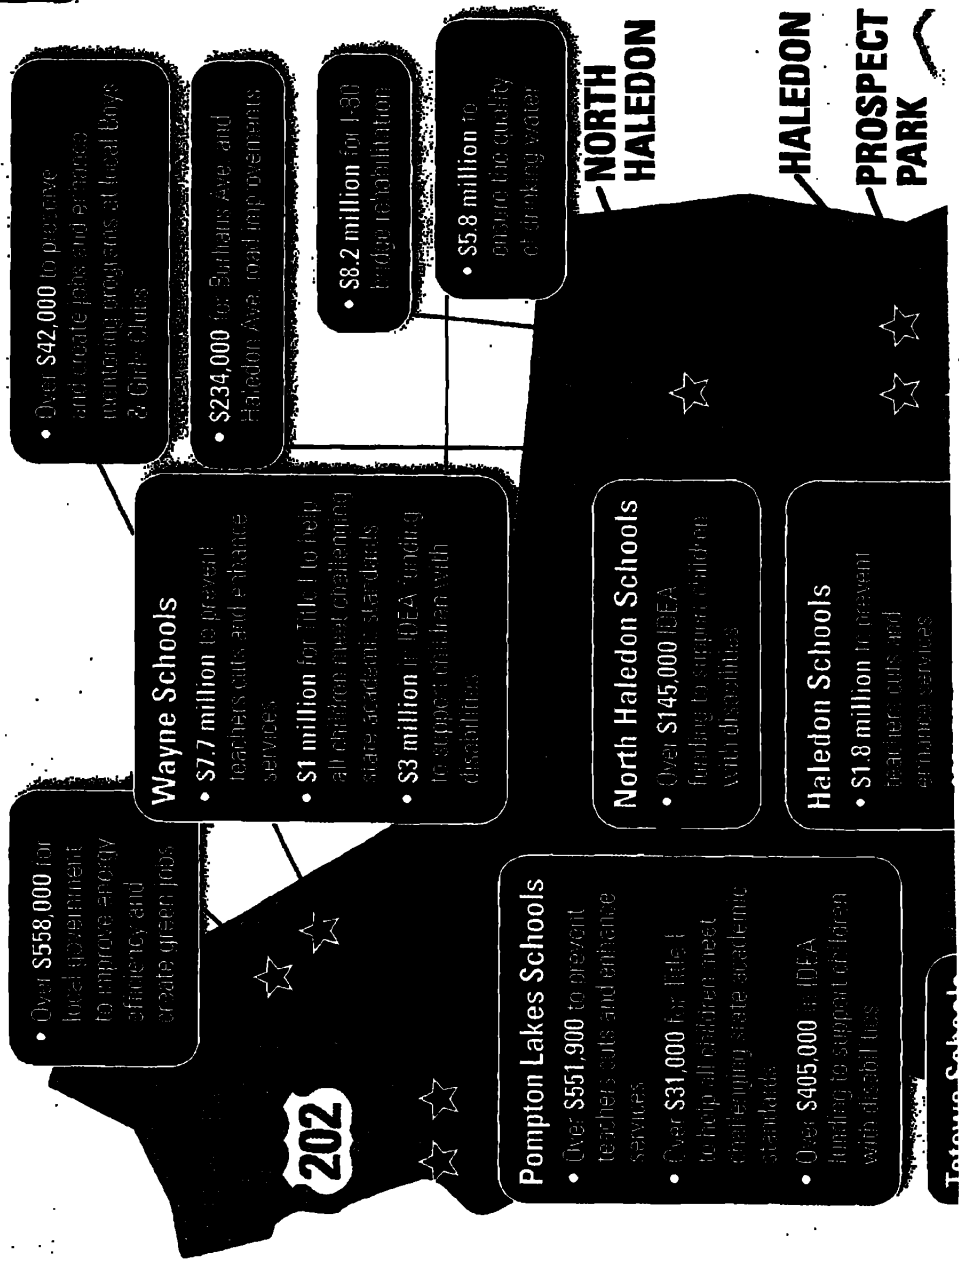 • Over $558,000 for
local government
to improve energy
efficiency and
create green jobs
• Over $42,000 to preserve
and create jobs and enhance
mentoring programs at local Boys
& Girls Clubs
Wayne Schools
• $7.7 million to prevent
teachers cuts and enhance
services
• $1 million for Title I to help
all children meet challenging
state academic standards
• $3 million in IDEA funding
to support children with
disabilities
• $234,000 for Burhans Ave. and
Haledon Ave. road improvements
• $8.2 million for I-80
bridge rehabilitation
• $5.8 million to
ensure the quality
of drinking water
202
NORTH
HALEDON
HALEDON
PROSPECT
PARK
Pompton Lakes Schools
• Over $551,900 to prevent
teacher cuts and enhance
services
• Over $31,000 for Title I
to help all children meet
challenging state academic
standards
• Over $405,000 in IDEA
funding to support children
with disabilities
North Haledon Schools
• Over $145,000 IDEA
funding to support children
with disabilities
Haledon Schools
• $1.8 million to prevent
teacher cuts and
enhance services
Totowa Schools